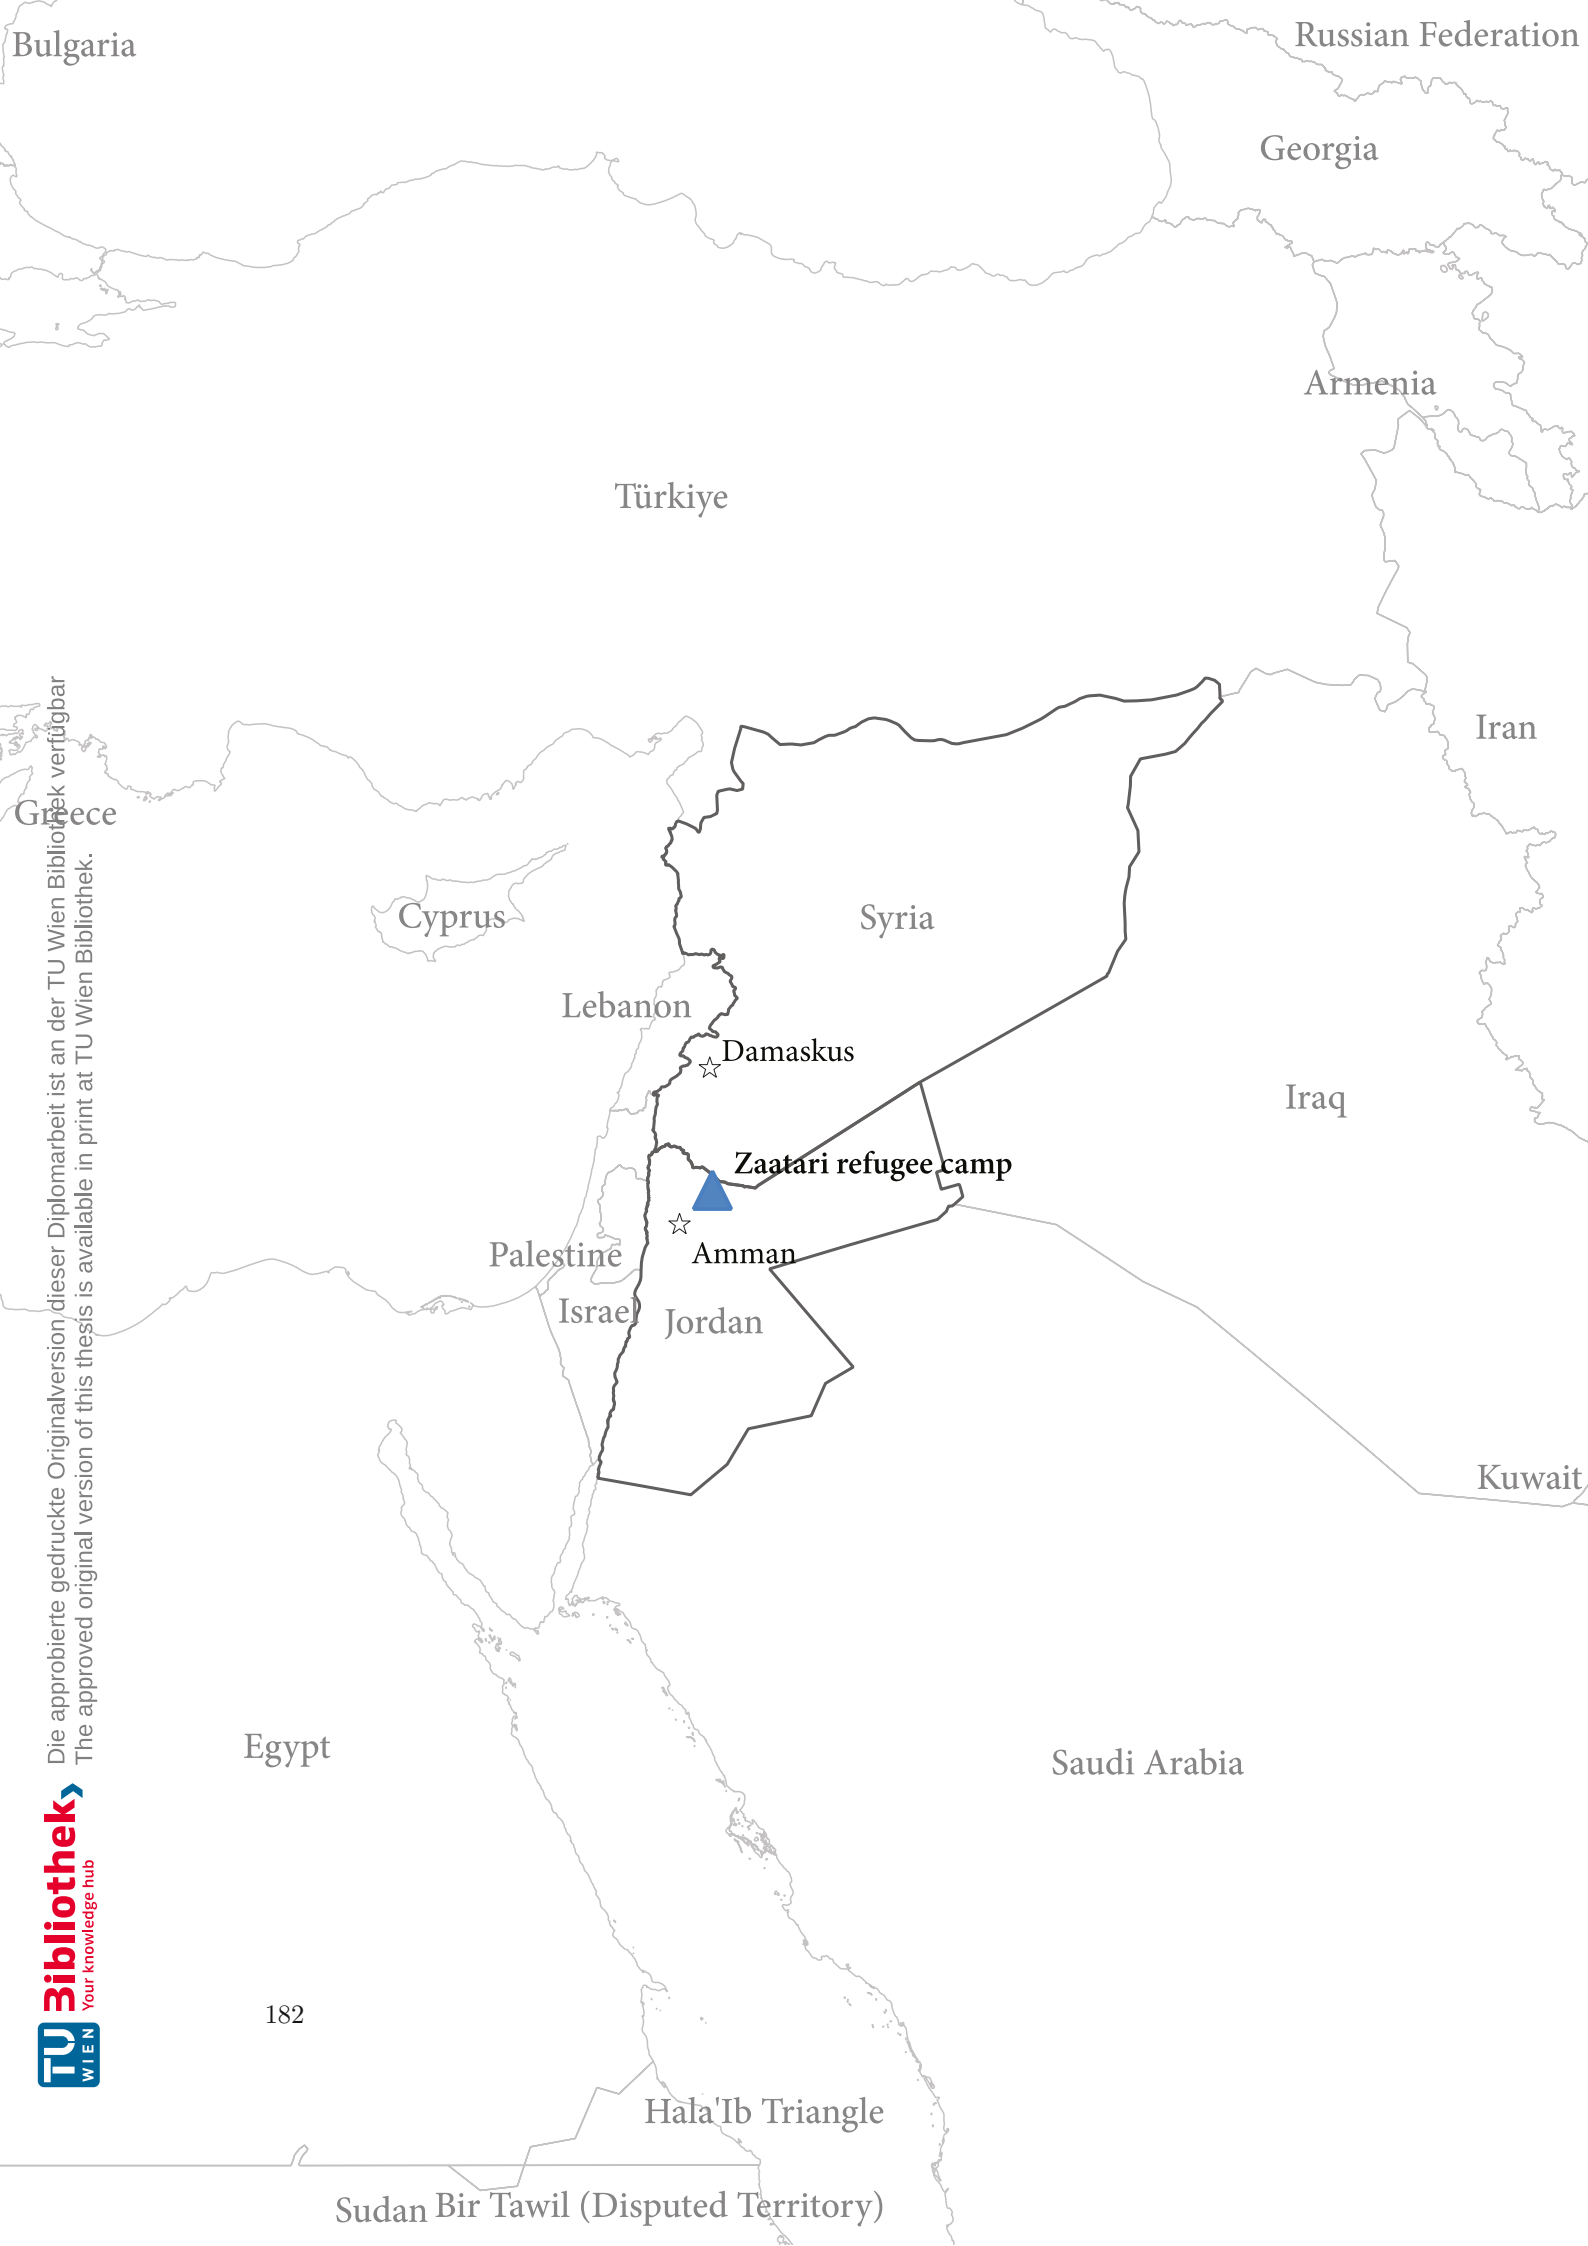 Bulgaria
Russian Federation
Georgia
Armenia
Türkiye
Iran
Greece
Cyprus
Syria
Lebanon
Damaskus
Iraq
Zaatari refugee camp
Palestine
Amman
Israel
Jordan
Kuwait
Egypt
Saudi Arabia
Hala'Ib Triangle
Sudan
Bir Tawil (Disputed Territory)
182
Die approbierte gedruckte Originalversion dieser Diplomarbeit ist an der TU Wien Bibliothek verfügbar
The approved original version of this thesis is available in print at TU Wien Bibliothek.
Bibliothek
Your knowledge hub
TU
WIEN